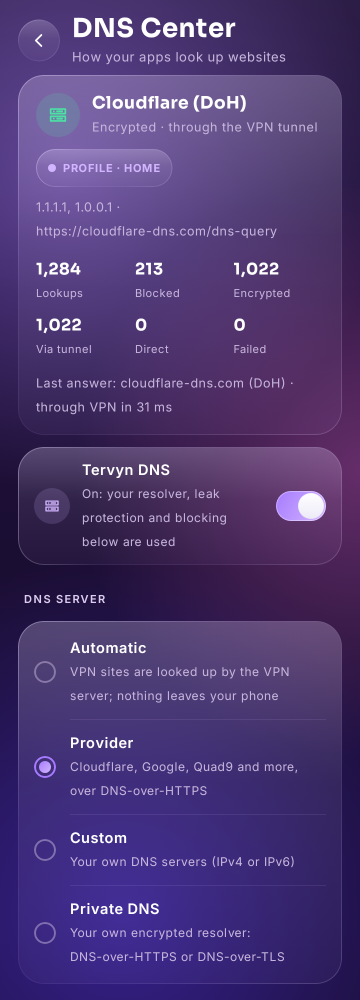 DNS Center
How your apps look up websites
Cloudflare (DoH)
Encrypted · through the VPN tunnel
PROFILE · HOME
1.1.1.1, 1.0.0.1 ·
https://cloudflare-dns.com/dns-query
1,284 213 1,022
Lookups Blocked Encrypted
1,022 0 0
Via tunnel Direct Failed
Last answer: cloudflare-dns.com (DoH) ·
through VPN in 31 ms
Tervyn DNS
On: your resolver, leak
protection and blocking
below are used
DNS SERVER
Automatic
VPN sites are looked up by the VPN
server; nothing leaves your phone
Provider
Cloudflare, Google, Quad9 and more,
over DNS-over-HTTPS
Custom
Your own DNS servers (IPv4 or IPv6)
Private DNS
Your own encrypted resolver:
DNS-over-HTTPS or DNS-over-TLS